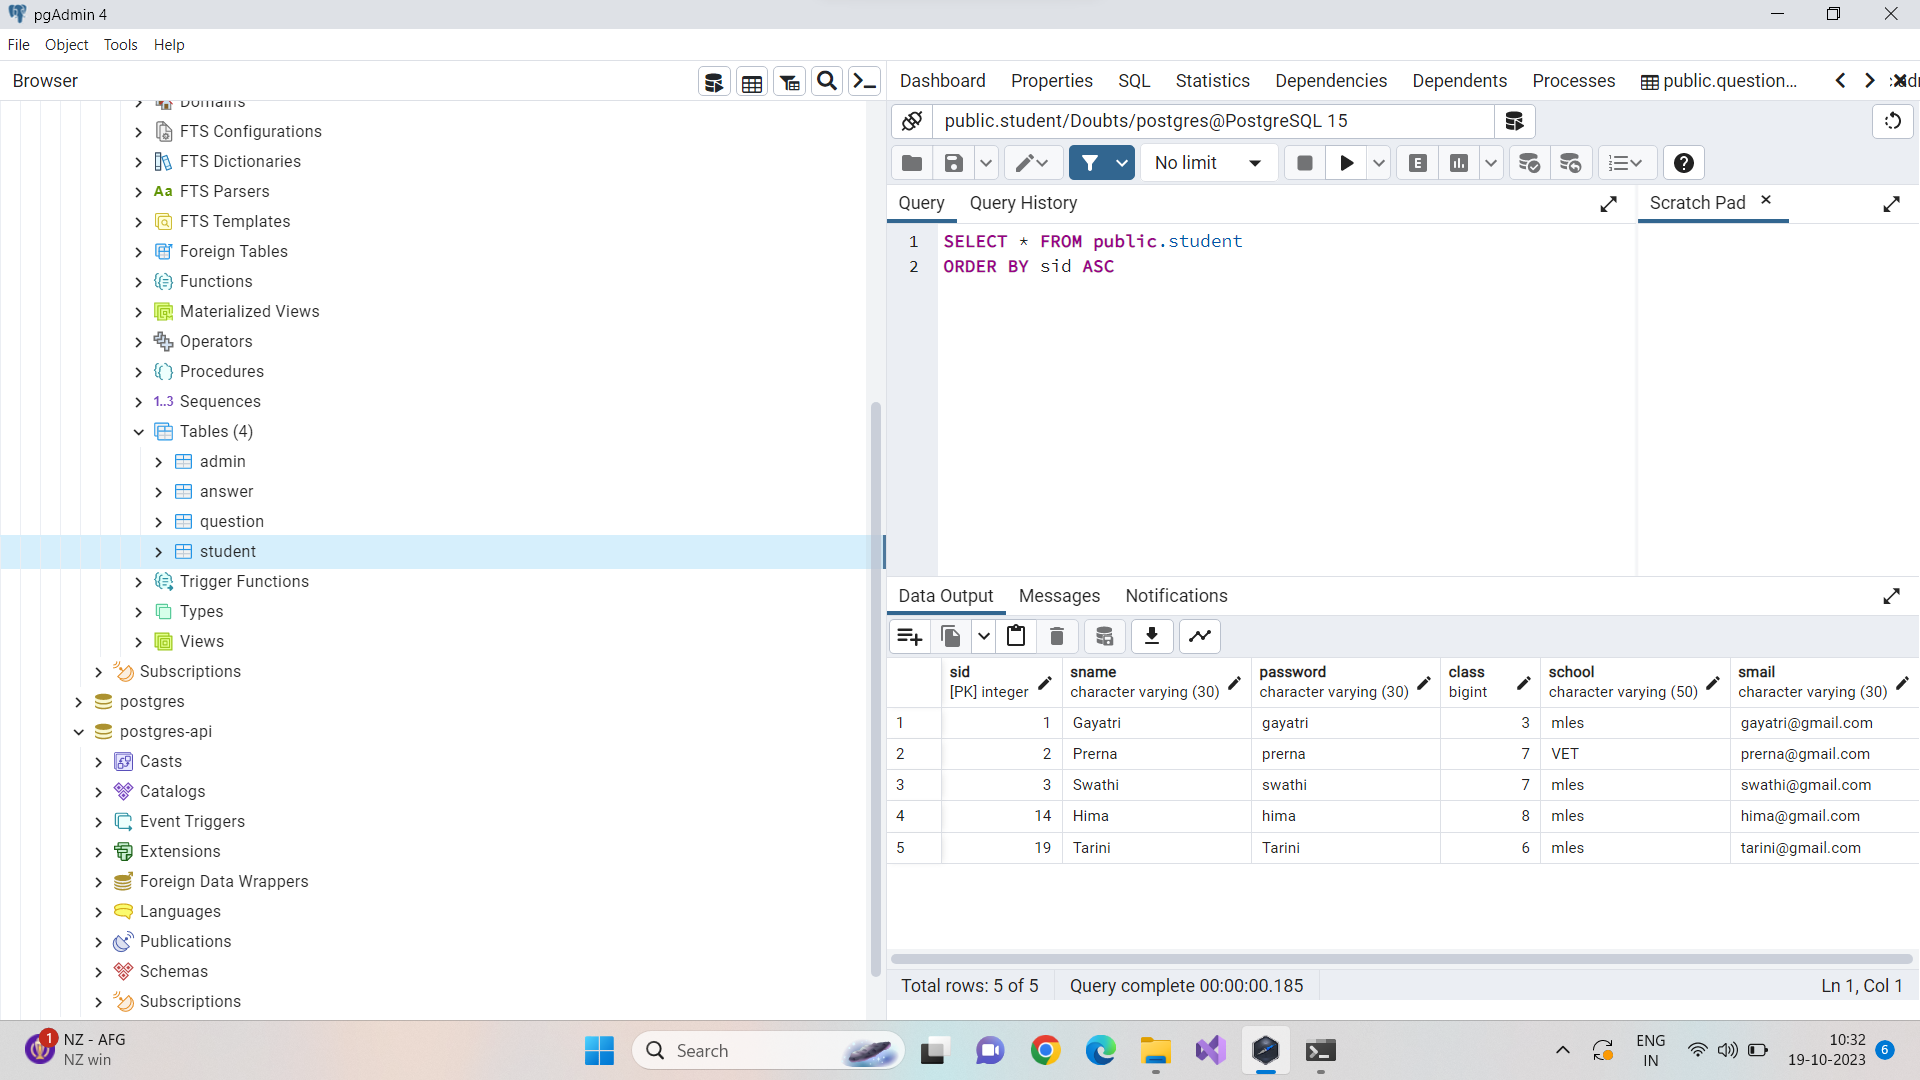 pgAdmin 4
File Object Tools Help
Browser
Domains
FTS Configurations
FTS Dictionaries
Aa FTS Parsers
FTS Templates
Foreign Tables
Functions
Materialized Views
Operators
Procedures
1..3 Sequences
Tables (4)
admin
answer
question
student
Trigger Functions
Types
Views
Subscriptions
postgres
postgres-api
Casts
Catalogs
Event Triggers
Extensions
Foreign Data Wrappers
Languages
Publications
Schemas
Subscriptions
Dashboard Properties SQL Statistics Dependencies Dependents Processes public.question...
public.student/Doubts/postgres@PostgreSQL 15
No limit
E
Query Query History Scratch Pad
1 SELECT * FROM public.student
2 ORDER BY sid ASC
Data Output Messages Notifications
sid sname password class school smail
[PK] integer character varying (30) character varying (30) bigint character varying (50) character varying (30)
1 1 Gayatri gayatri 3 mles gayatri@gmail.com
2 2 Prerna prerna 7 VET prerna@gmail.com
3 3 Swathi swathi 7 mles swathi@gmail.com
4 14 Hima hima 8 mles hima@gmail.com
5 19 Tarini Tarini 6 mles tarini@gmail.com
Total rows: 5 of 5 Query complete 00:00:00.185 Ln 1, Col 1
1 NZ - AFG
NZ win
Search
ENG
IN
10:32
19-10-2023
6